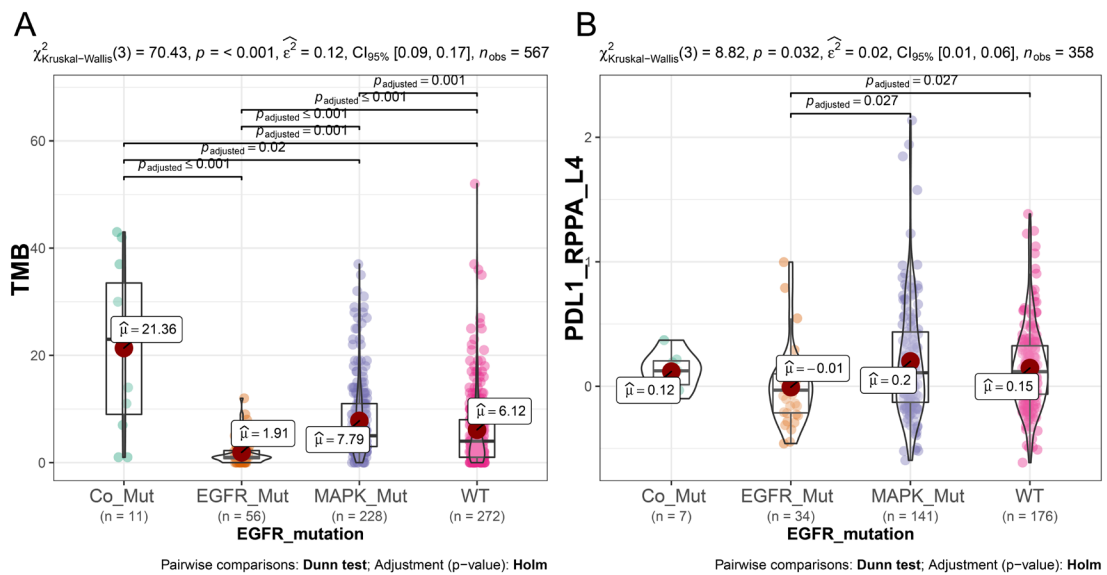 A
χ²Kruskal−Wallis(3) = 70.43, p = < 0.001, ε² = 0.12, CI95% [0.09, 0.17], nobs = 567
padjusted = 0.001
padjusted ≤ 0.001
padjusted ≤ 0.001
padjusted = 0.001
padjusted = 0.02
padjusted ≤ 0.001
TMB
60
40
20
0
μ̂ = 21.36
μ̂ = 1.91
μ̂ = 7.79
μ̂ = 6.12
Co_Mut EGFR_Mut MAPK_Mut WT
(n = 11) (n = 56) (n = 228) (n = 272)
EGFR_mutation
Pairwise comparisons: Dunn test; Adjustment (p−value): Holm
B
χ²Kruskal−Wallis(3) = 8.82, p = 0.032, ε² = 0.02, CI95% [0.01, 0.06], nobs = 358
padjusted = 0.027
padjusted = 0.027
PDL1_RPPA_L4
2
1
0
μ̂ = 0.12
μ̂ = −0.01
μ̂ = 0.2
μ̂ = 0.15
Co_Mut EGFR_Mut MAPK_Mut WT
(n = 7) (n = 34) (n = 141) (n = 176)
EGFR_mutation
Pairwise comparisons: Dunn test; Adjustment (p−value): Holm